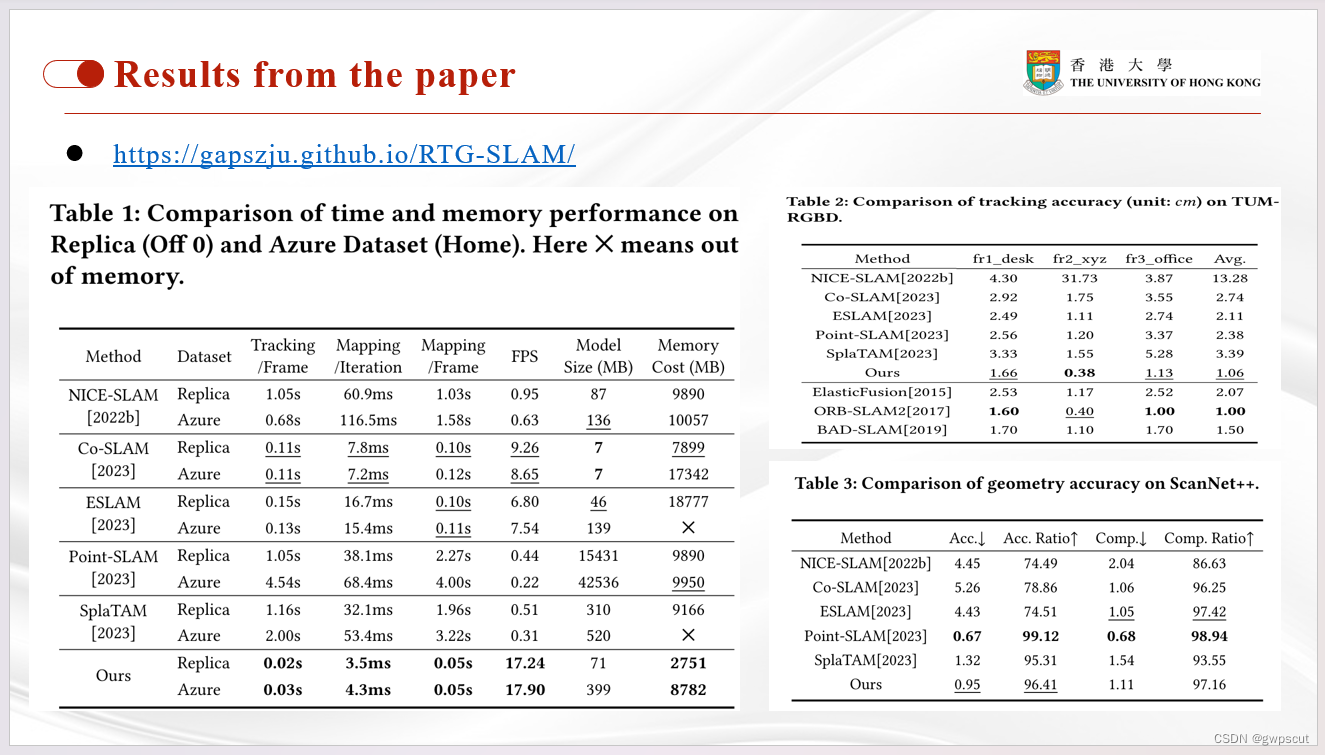 Results from the paper
香港大學
THE UNIVERSITY OF HONG KONG
https://gapszju.github.io/RTG-SLAM/
Table 1: Comparison of time and memory performance on
Replica (Off 0) and Azure Dataset (Home). Here ✕ means out
of memory.
Method Dataset Tracking /Frame Mapping /Iteration Mapping /Frame FPS Model Size (MB) Memory Cost (MB)
NICE-SLAM [2022b] Replica 1.05s 60.9ms 1.03s 0.95 87 9890
Azure 0.68s 116.5ms 1.58s 0.63 136 10057
Co-SLAM [2023] Replica 0.11s 7.8ms 0.10s 9.26 7 7899
Azure 0.11s 7.2ms 0.12s 8.65 7 17342
ESLAM [2023] Replica 0.15s 16.7ms 0.10s 6.80 46 18777
Azure 0.13s 15.4ms 0.11s 7.54 139 ✕
Point-SLAM [2023] Replica 1.05s 38.1ms 2.27s 0.44 15431 9890
Azure 4.54s 68.4ms 4.00s 0.22 42536 9950
SplaTAM [2023] Replica 1.16s 32.1ms 1.96s 0.51 310 9166
Azure 2.00s 53.4ms 3.22s 0.31 520 ✕
Ours Replica 0.02s 3.5ms 0.05s 17.24 71 2751
Azure 0.03s 4.3ms 0.05s 17.90 399 8782
Table 2: Comparison of tracking accuracy (unit: cm) on TUM-
RGBD.
Method fr1_desk fr2_xyz fr3_office Avg.
NICE-SLAM[2022b] 4.30 31.73 3.87 13.28
Co-SLAM[2023] 2.92 1.75 3.55 2.74
ESLAM[2023] 2.49 1.11 2.74 2.11
Point-SLAM[2023] 2.56 1.20 3.37 2.38
SplaTAM[2023] 3.33 1.55 5.28 3.39
Ours 1.66 0.38 1.13 1.06
ElasticFusion[2015] 2.53 1.17 2.52 2.07
ORB-SLAM2[2017] 1.60 0.40 1.00 1.00
BAD-SLAM[2019] 1.70 1.10 1.70 1.50
Table 3: Comparison of geometry accuracy on ScanNet++.
Method Acc.↓ Acc. Ratio↑ Comp.↓ Comp. Ratio↑
NICE-SLAM[2022b] 4.45 74.49 2.04 86.63
Co-SLAM[2023] 5.26 78.86 1.06 96.25
ESLAM[2023] 4.43 74.51 1.05 97.42
Point-SLAM[2023] 0.67 99.12 0.68 98.94
SplaTAM[2023] 1.32 95.31 1.54 93.55
Ours 0.95 96.41 1.11 97.16
CSDN @gwpscut